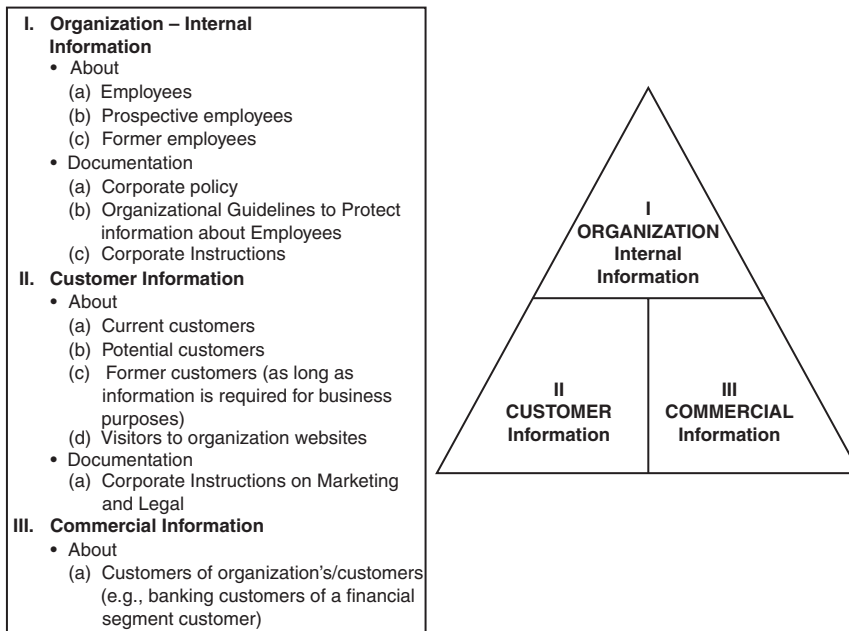 I. Organization – Internal
Information
• About
(a) Employees
(b) Prospective employees
(c) Former employees
• Documentation
(a) Corporate policy
(b) Organizational Guidelines to Protect
information about Employees
(c) Corporate Instructions
II. Customer Information
• About
(a) Current customers
(b) Potential customers
(c) Former customers (as long as
information is required for business
purposes)
(d) Visitors to organization websites
• Documentation
(a) Corporate Instructions on Marketing
and Legal
III. Commercial Information
• About
(a) Customers of organization's/customers
(e.g., banking customers of a financial
segment customer)
I
ORGANIZATION
Internal
Information
II
CUSTOMER
Information
III
COMMERCIAL
Information